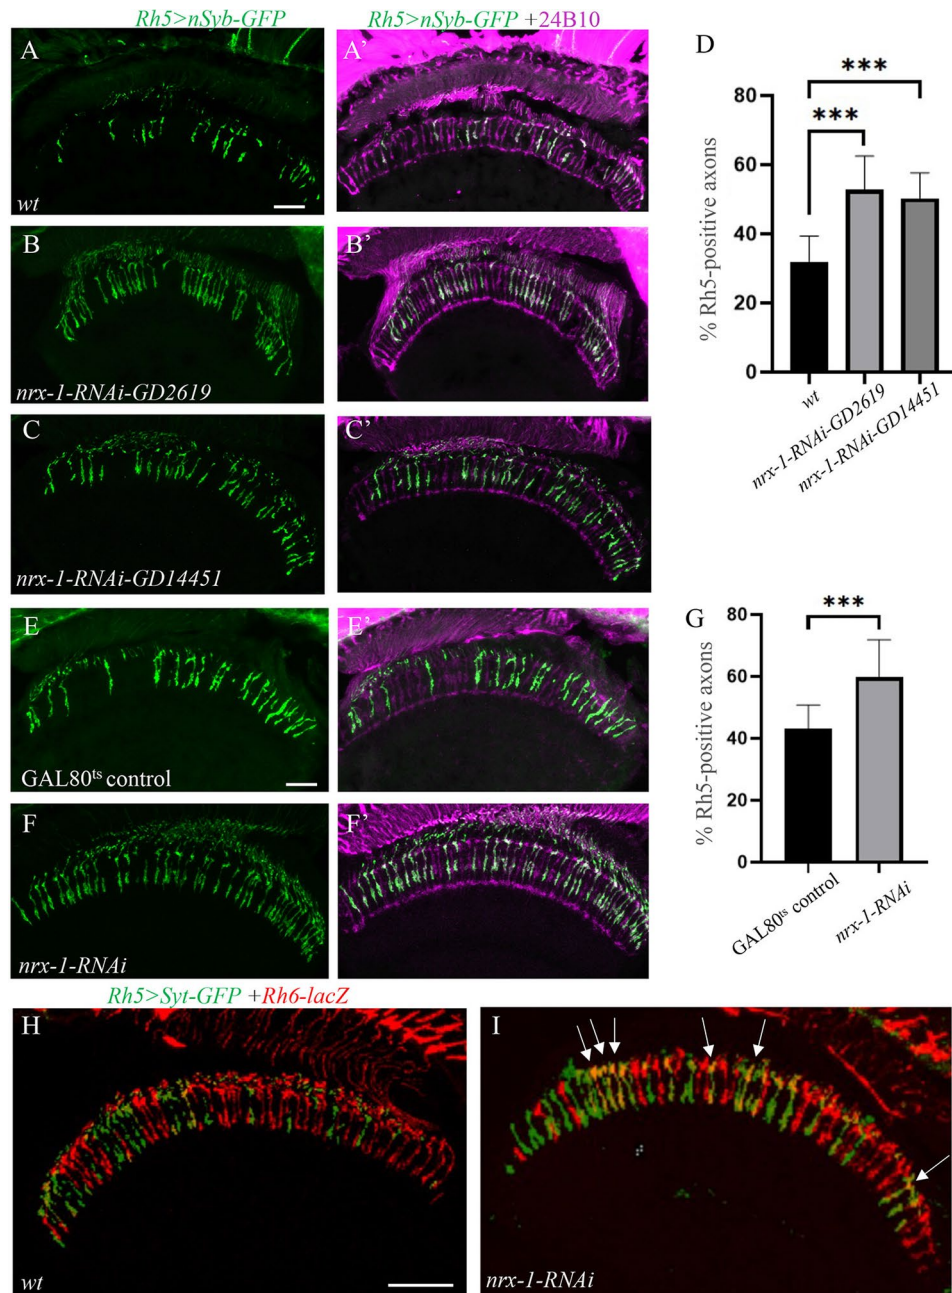 Rh5>nSyb-GFP
Rh5>nSyb-GFP +24B10
A
wt
A'
B
nrx-1-RNAi-GD2619
B'
C
nrx-1-RNAi-GD14451
C'
D
***
***
80
60
40
20
0
% Rh5-positive axons
wt
nrx-1-RNAi-GD2619
nrx-1-RNAi-GD14451
E
GAL80ts control
E'
F
nrx-1-RNAi
F'
G
***
80
60
40
20
0
% Rh5-positive axons
GAL80ts control
nrx-1-RNAi
Rh5>Syt-GFP +Rh6-lacZ
H
wt
I
nrx-1-RNAi